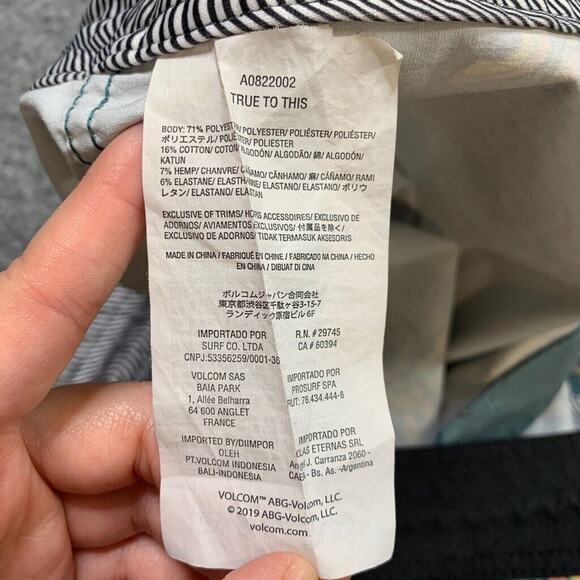 A0822002
TRUE TO THIS
BODY: 71% POLYESTER/ POLYESTER/ POLIÉSTER/ POLIÉSTER/
ポリエステル/ POLIÉSTER/ POLIESTER
16% COTTON/ COTON/ ALGODÓN/ ALGODÃO/ 綿/ ALGODÓN/
KATUN
7% HEMP/ CHANVRE/ CÁÑAMO/ CÂNHAMO/ 麻/ CÁÑAMO/ RAMI
6% ELASTANE/ ELASTHANNE/ ELASTANO/ ELASTANO/ ポリウ
レタン/ ELASTANO/ ELASTAN
EXCLUSIVE OF TRIMS/ HORS ACCESSOIRES/ EXCLUSIVO DE
ADORNOS/ AVIAMENTOS EXCLUSIVOS/ 付属品を除く/
EXCLUSIVO DE ADORNOS/ TIDAK TERMASUK AKSESORIS
MADE IN CHINA/ FABRIQUÉ EN CHINE/ FABRICADO NA CHINA/ HECHO
EN CHINA / DIBUAT DI CINA
ボルコムジャパン合同会社
東京都渋谷区千駄ヶ谷3-15-7
ランディック原宿ビル 6F
IMPORTADO POR
SURF CO. LTDA
CNPJ:53356259/0001-36
R.N. # 29745
CA # 60394
VOLCOM SAS
BAIA PARK
1, Allée Belharra
64 600 ANGLET
FRANCE
IMPORTADO POR
PROSURF SPA
RUT: 76.434.444-8
IMPORTED BY/DIIMPOR
OLEH
PT.VOLCOM INDONESIA
BALI-INDONESIA
IMPORTADO POR
OLAS ETERNAS SRL
J. Carranza 2060 -
Bs. As. -Argentina
VOLCOM™ ABG-Volcom, LLC.
© 2019 ABG-Volcom, LLC.
volcom.com